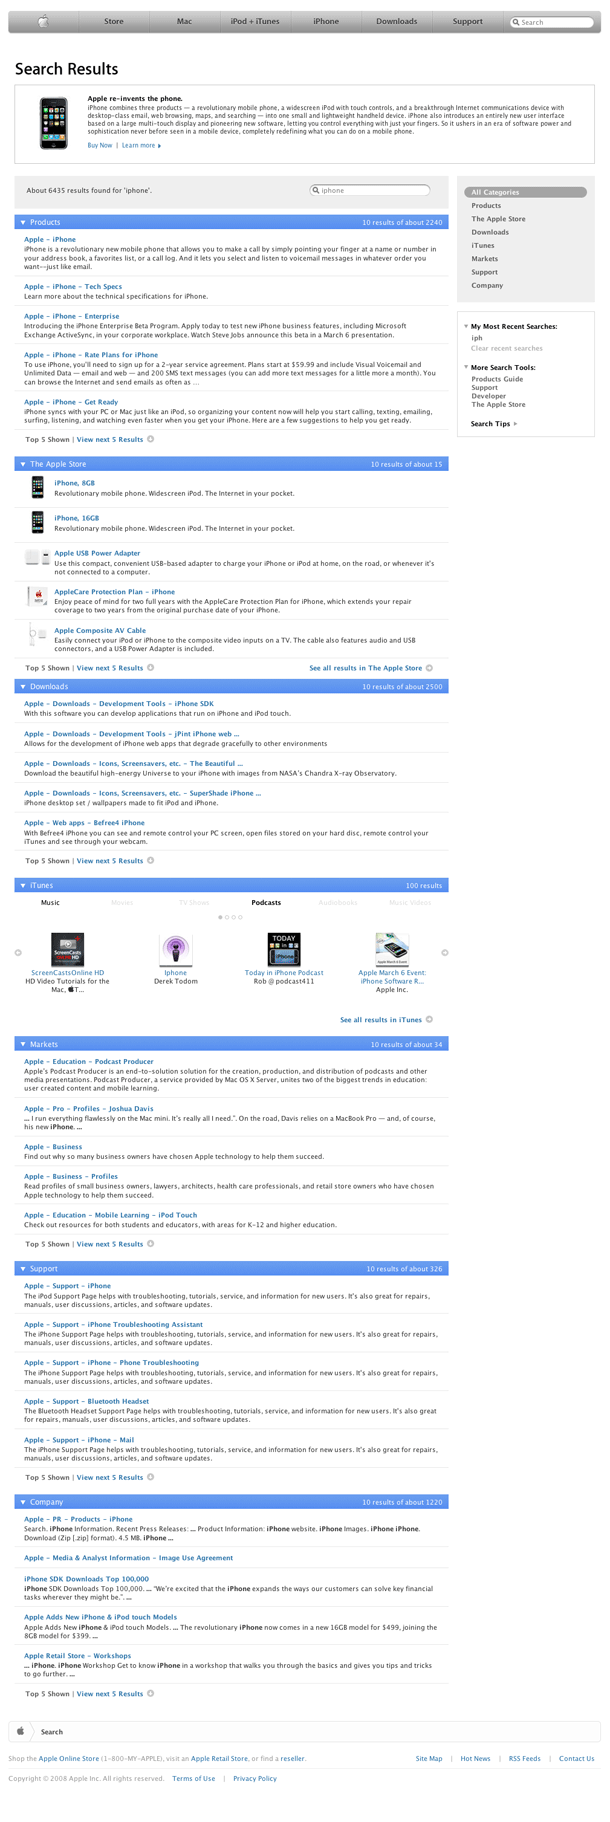 Store Mac iPod + iTunes iPhone Downloads Support Search
Search Results
Apple re-invents the phone.
iPhone combines three products — a revolutionary mobile phone, a widescreen iPod with touch controls, and a breakthrough Internet communications device with
desktop-class email, web browsing, maps, and searching — into one small and lightweight handheld device. iPhone also introduces an entirely new user interface
based on a large multi-touch display and pioneering new software, letting you control everything with just your fingers. So it ushers in an era of software power and
sophistication never before seen in a mobile device, completely redefining what you can do on a mobile phone.
Buy Now | Learn more
About 6435 results found for 'iphone'.
iphone
Products 10 results of about 2240
Apple - iPhone
iPhone is a revolutionary new mobile phone that allows you to make a call by simply pointing your finger at a name or number in
your address book, a favorites list, or a call log. And it lets you select and listen to voicemail messages in whatever order you
want--just like email.
Apple - iPhone - Tech Specs
Learn more about the technical specifications for iPhone.
Apple - iPhone - Enterprise
Introducing the iPhone Enterprise Beta Program. Apply today to test new iPhone business features, including Microsoft
Exchange ActiveSync, in your corporate workplace. Watch Steve Jobs announce this beta in a March 6 presentation.
Apple - iPhone - Rate Plans for iPhone
To use iPhone, you'll need to sign up for a 2-year service agreement. Plans start at $59.99 and include Visual Voicemail and
Unlimited Data — email and web — and 200 SMS text messages (you can add more text messages for a little more a month). You
can browse the Internet and send emails as often as ...
Apple - iPhone - Get Ready
iPhone syncs with your PC or Mac just like an iPod, so organizing your content now will help you start calling, texting, emailing,
surfing, listening, and watching even faster when you get your iPhone. Here are a few suggestions to help you get ready.
Top 5 Shown | View next 5 Results
The Apple Store 10 results of about 15
iPhone, 8GB
Revolutionary mobile phone. Widescreen iPod. The Internet in your pocket.
iPhone, 16GB
Revolutionary mobile phone. Widescreen iPod. The Internet in your pocket.
Apple USB Power Adapter
Use this compact, convenient USB-based adapter to charge your iPhone or iPod at home, on the road, or whenever it's
not connected to a computer.
AppleCare Protection Plan - iPhone
Enjoy peace of mind for two full years with the AppleCare Protection Plan for iPhone, which extends your repair
coverage to two years from the original purchase date of your iPhone.
Apple Composite AV Cable
Easily connect your iPod or iPhone to the composite video inputs on a TV. The cable also features audio and USB
connectors, and a USB Power Adapter is included.
Top 5 Shown | View next 5 Results See all results in The Apple Store
Downloads 10 results of about 2500
Apple - Downloads - Development Tools - iPhone SDK
With this software you can develop applications that run on iPhone and iPod touch.
Apple - Downloads - Development Tools - jPint iPhone web ...
Allows for the development of iPhone web apps that degrade gracefully to other environments
Apple - Downloads - Icons, Screensavers, etc. - The Beautiful ...
Download the beautiful high-energy Universe to your iPhone with images from NASA's Chandra X-ray Observatory.
Apple - Downloads - Icons, Screensavers, etc. - SuperShade iPhone ...
iPhone desktop set / wallpapers made to fit iPod and iPhone.
Apple - Web apps - Befree4 iPhone
With Befree4 iPhone you can see and remote control your PC screen, open files stored on your hard disc, remote control your
iTunes and see through your webcam.
Top 5 Shown | View next 5 Results
iTunes 100 results
Music Movies TV Shows Podcasts Audiobooks Music Videos
ScreenCasts Online HD
TODAY in iPhone
Apple March 6 Event
ScreenCastsOnline HD
HD Video Tutorials for the
Mac, T...
Iphone
Derek Todom
Today in iPhone Podcast
Rob @ podcast411
Apple March 6 Event:
iPhone Software R...
Apple Inc.
See all results in iTunes
Markets 10 results of about 34
Apple - Education - Podcast Producer
Apple's Podcast Producer is an end-to-solution solution for the creation, production, and distribution of podcasts and other
media presentations. Podcast Producer, a service provided by Mac OS X Server, unites two of the biggest trends in education:
user created content and mobile learning.
Apple - Pro - Profiles - Joshua Davis
... I run everything flawlessly on the Mac mini. It's really all I need.". On the road, Davis relies on a MacBook Pro — and, of course,
his new iPhone. ...
Apple - Business
Find out why so many business owners have chosen Apple technology to help them succeed.
Apple - Business - Profiles
Read profiles of small business owners, lawyers, architects, health care professionals, and retail store owners who have chosen
Apple technology to help them succeed.
Apple - Education - Mobile Learning - iPod Touch
Check out resources for both students and educators, with areas for K-12 and higher education.
Top 5 Shown | View next 5 Results
Support 10 results of about 326
Apple - Support - iPhone
The iPod Support Page helps with troubleshooting, tutorials, service, and information for new users. It's also great for repairs,
manuals, user discussions, articles, and software updates.
Apple - Support - iPhone Troubleshooting Assistant
The iPhone Support Page helps with troubleshooting, tutorials, service, and information for new users. It's also great for repairs,
manuals, user discussions, articles, and software updates.
Apple - Support - iPhone - Phone Troubleshooting
The iPhone Support Page helps with troubleshooting, tutorials, service, and information for new users. It's also great for repairs,
manuals, user discussions, articles, and software updates.
Apple - Support - Bluetooth Headset
The Bluetooth Headset Support Page helps with troubleshooting, tutorials, service, and information for new users. It's also great
for repairs, manuals, user discussions, articles, and software updates.
Apple - Support - iPhone - Mail
The iPhone Support Page helps with troubleshooting, tutorials, service, and information for new users. It's also great for repairs,
manuals, user discussions, articles, and software updates.
Top 5 Shown | View next 5 Results
Company 10 results of about 1220
Apple - PR - Products - iPhone
Search. iPhone Information. Recent Press Releases: ... Product Information: iPhone website. iPhone Images. iPhone iPhone.
Download (Zip [.zip] format). 4.5 MB. iPhone ...
Apple - Media & Analyst Information - Image Use Agreement
iPhone SDK Downloads Top 100,000
iPhone SDK Downloads Top 100,000. ... "We're excited that the iPhone expands the ways our customers can solve key financial
tasks wherever they might be.". ...
Apple Adds New iPhone & iPod touch Models
Apple Adds New iPhone & iPod touch Models. ... The revolutionary iPhone now comes in a new 16GB model for $499, joining the
8GB model for $399. ...
Apple Retail Store - Workshops
... iPhone. iPhone Workshop Get to know iPhone in a workshop that walks you through the basics and gives you tips and tricks
to go further. ...
Top 5 Shown | View next 5 Results
All Categories
Products
The Apple Store
Downloads
iTunes
Markets
Support
Company
My Most Recent Searches:
iph
Clear recent searches
More Search Tools:
Products Guide
Support
Developer
The Apple Store
Search Tips
Search
Shop the Apple Online Store (1-800-MY-APPLE), visit an Apple Retail Store, or find a reseller.
Site Map | Hot News | RSS Feeds | Contact Us
Copyright © 2008 Apple Inc. All rights reserved. Terms of Use | Privacy Policy